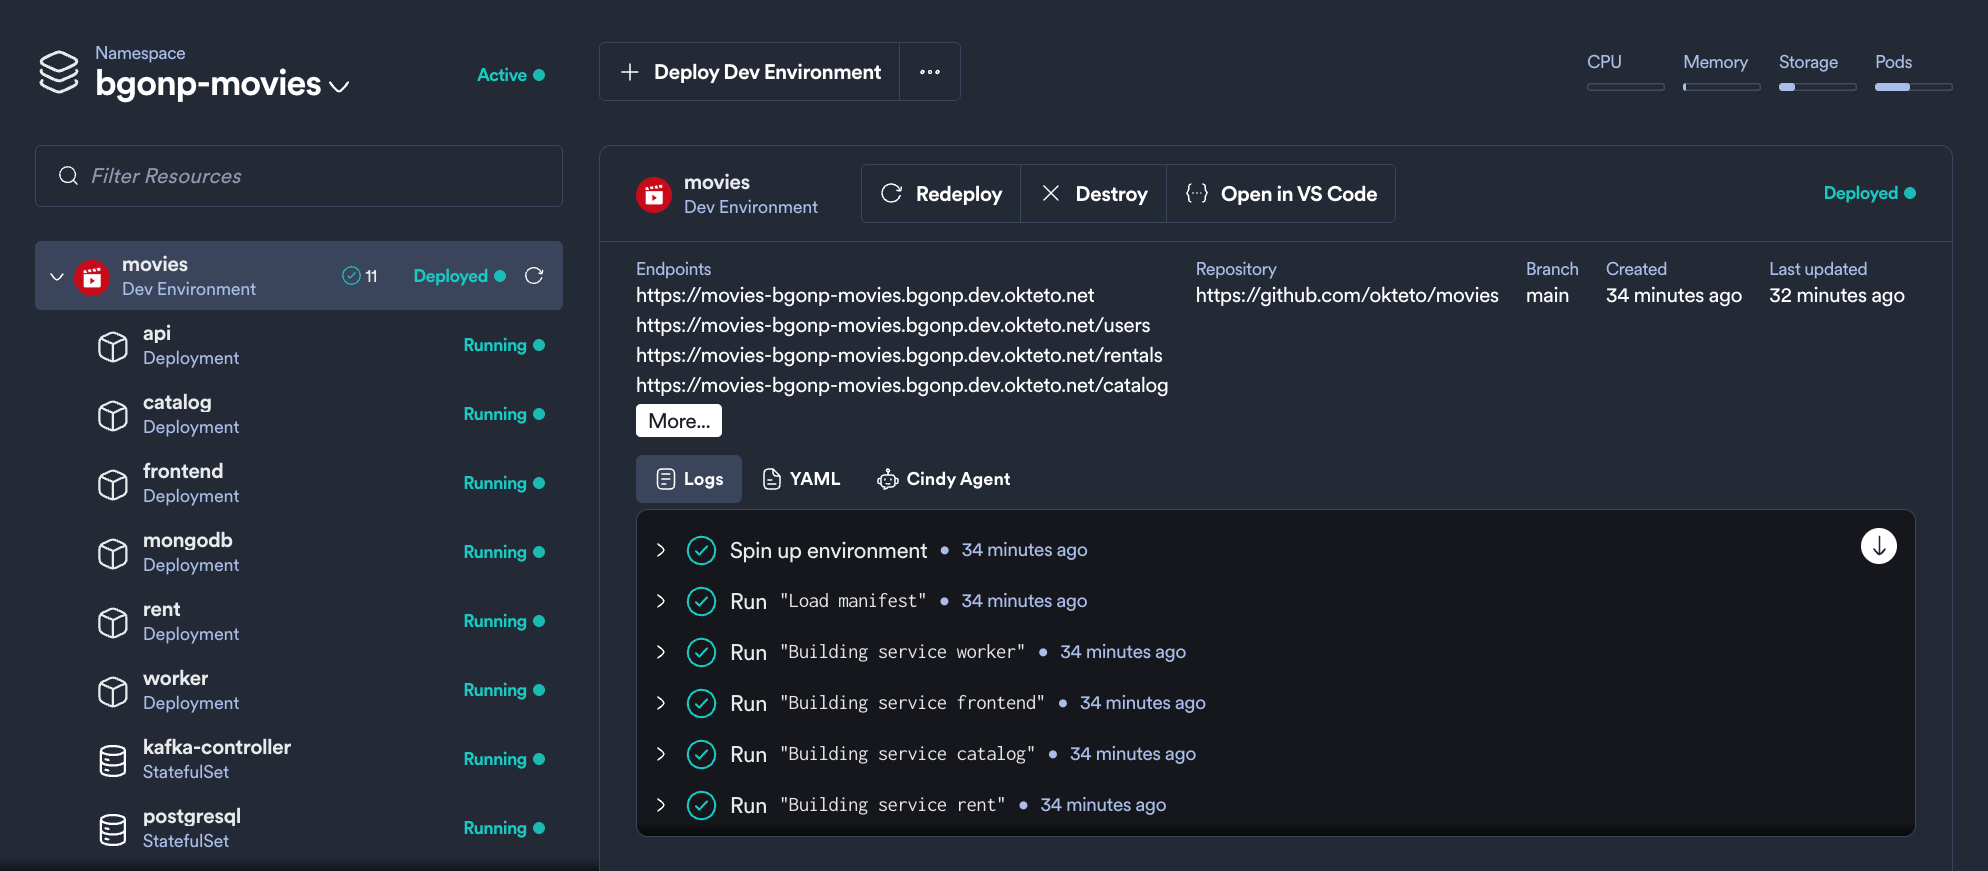 Namespace
bgonp-movies
Active
Deploy Dev Environment
CPU
Memory
Storage
Pods
Filter Resources
movies
Dev Environment
11
Deployed
api
Deployment
Running
catalog
Deployment
Running
frontend
Deployment
Running
mongodb
Deployment
Running
rent
Deployment
Running
worker
Deployment
Running
kafka-controller
StatefulSet
Running
postgresql
StatefulSet
Running
movies
Dev Environment
Redeploy
Destroy
Open in VS Code
Deployed
Endpoints
https://movies-bgonp-movies.bgonp.dev.okteto.net
https://movies-bgonp-movies.bgonp.dev.okteto.net/users
https://movies-bgonp-movies.bgonp.dev.okteto.net/rentals
https://movies-bgonp-movies.bgonp.dev.okteto.net/catalog
More...
Repository
https://github.com/okteto/movies
Branch
main
Created
34 minutes ago
Last updated
32 minutes ago
Logs
YAML
Cindy Agent
Spin up environment • 34 minutes ago
Run "Load manifest" • 34 minutes ago
Run "Building service worker" • 34 minutes ago
Run "Building service frontend" • 34 minutes ago
Run "Building service catalog" • 34 minutes ago
Run "Building service rent" • 34 minutes ago